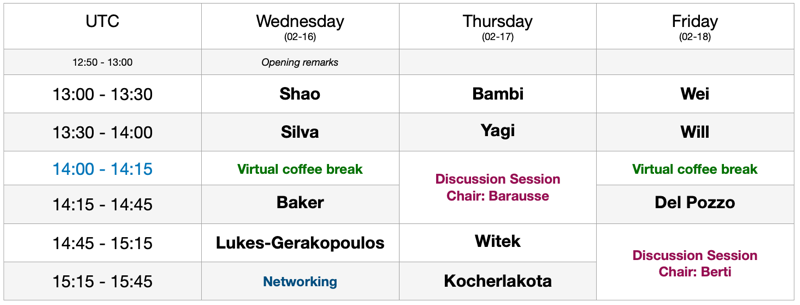 UTC Wednesday Thursday Friday
(02-16) (02-17) (02-18)
12:50 - 13:00 Opening remarks
13:00 - 13:30 Shao Bambi Wei
13:30 - 14:00 Silva Yagi Will
14:00 - 14:15 Virtual coffee break Virtual coffee break
Discussion Session
Chair: Barausse
14:15 - 14:45 Baker Del Pozzo
14:45 - 15:15 Lukes-Gerakopoulos Witek
Discussion Session
Chair: Berti
15:15 - 15:45 Networking Kocherlakota